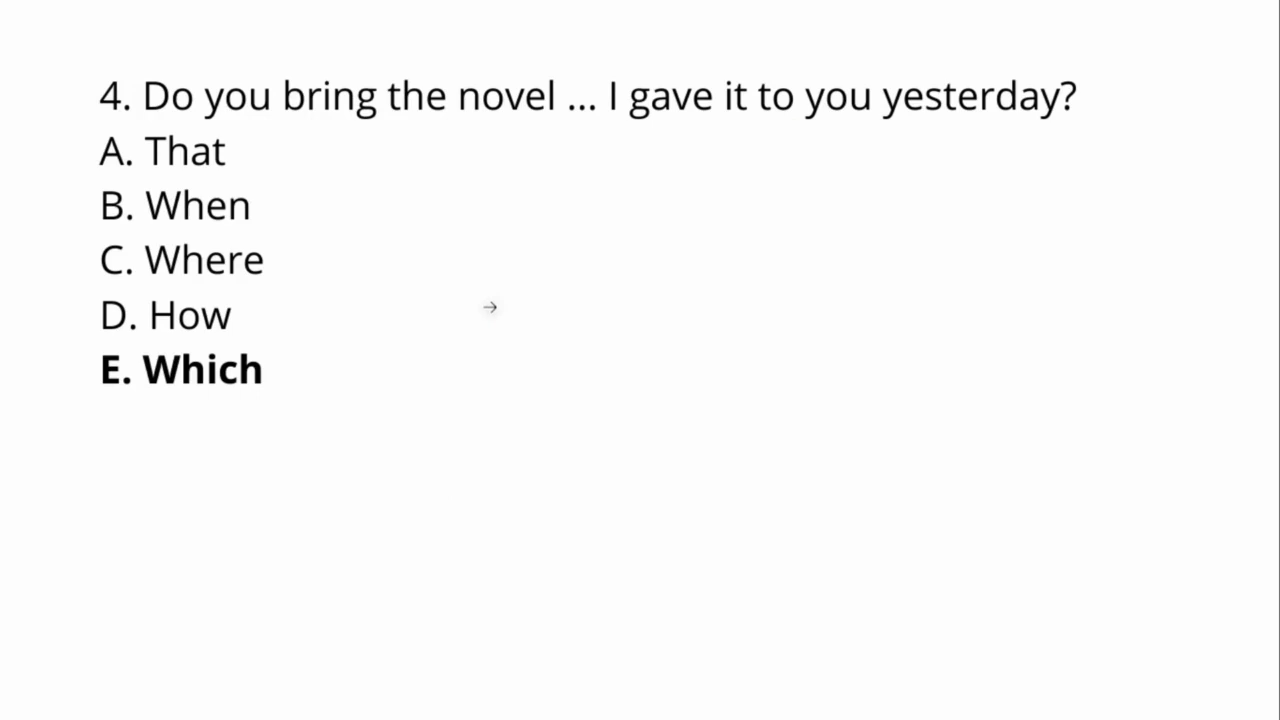 4. Do you bring the novel ... I gave it to you yesterday?
A. That
B. When
C. Where
D. How
E. Which